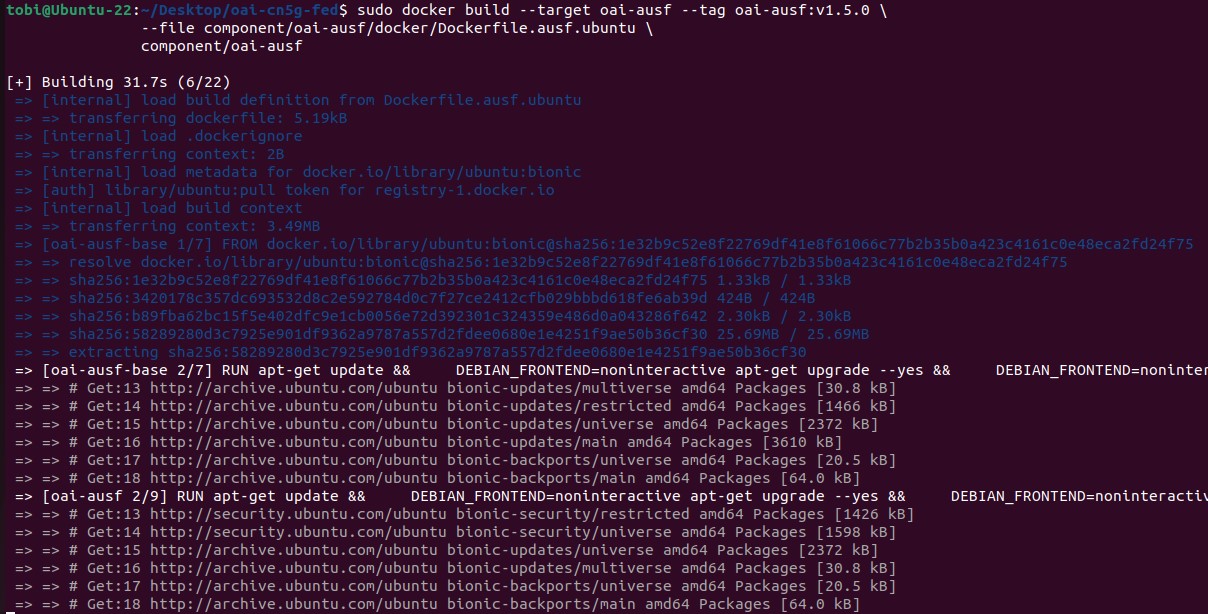 tobi@Ubuntu-22:~/Desktop/oai-cn5g-fed$ sudo docker build --target oai-ausf --tag oai-ausf:v1.5.0 \
--file component/oai-ausf/docker/Dockerfile.ausf.ubuntu \
component/oai-ausf
[+] Building 31.7s (6/22)
=> [internal] load build definition from Dockerfile.ausf.ubuntu
=> => transferring dockerfile: 5.19kB
=> [internal] load .dockerignore
=> => transferring context: 2B
=> [internal] load metadata for docker.io/library/ubuntu:bionic
=> [auth] library/ubuntu:pull token for registry-1.docker.io
=> [internal] load build context
=> => transferring context: 3.49MB
=> [oai-ausf-base 1/7] FROM docker.io/library/ubuntu:bionic@sha256:1e32b9c52e8f22769df41e8f61066c77b2b35b0a423c4161c0e48eca2fd24f75
=> => resolve docker.io/library/ubuntu:bionic@sha256:1e32b9c52e8f22769df41e8f61066c77b2b35b0a423c4161c0e48eca2fd24f75
=> => sha256:1e32b9c52e8f22769df41e8f61066c77b2b35b0a423c4161c0e48eca2fd24f75 1.33kB / 1.33kB
=> => sha256:3420178c357dc693532d8c2e592784d0c7f27ce2412cfb029bbbd618fe6ab39d 424B / 424B
=> => sha256:b89fba62bc15f5e402dfc9e1cb0056e72d392301c324359e486d0a043286f642 2.30kB / 2.30kB
=> => sha256:58289280d3c7925e901df9362a9787a557d2fdee0680e1e4251f9ae50b36cf30 25.69MB / 25.69MB
=> => extracting sha256:58289280d3c7925e901df9362a9787a557d2fdee0680e1e4251f9ae50b36cf30
=> [oai-ausf-base 2/7] RUN apt-get update &&     DEBIAN_FRONTEND=noninteractive apt-get upgrade --yes &&     DEBIAN_FRONTEND=noninter
=> => # Get:13 http://archive.ubuntu.com/ubuntu bionic-updates/multiverse amd64 Packages [30.8 kB]
=> => # Get:14 http://archive.ubuntu.com/ubuntu bionic-updates/restricted amd64 Packages [1466 kB]
=> => # Get:15 http://archive.ubuntu.com/ubuntu bionic-updates/universe amd64 Packages [2372 kB]
=> => # Get:16 http://archive.ubuntu.com/ubuntu bionic-updates/main amd64 Packages [3610 kB]
=> => # Get:17 http://archive.ubuntu.com/ubuntu bionic-backports/universe amd64 Packages [20.5 kB]
=> => # Get:18 http://archive.ubuntu.com/ubuntu bionic-backports/main amd64 Packages [64.0 kB]
=> [oai-ausf 2/9] RUN apt-get update &&     DEBIAN_FRONTEND=noninteractive apt-get upgrade --yes &&     DEBIAN_FRONTEND=noninteractiv
=> => # Get:13 http://security.ubuntu.com/ubuntu bionic-security/restricted amd64 Packages [1426 kB]
=> => # Get:14 http://security.ubuntu.com/ubuntu bionic-security/universe amd64 Packages [1598 kB]
=> => # Get:15 http://archive.ubuntu.com/ubuntu bionic-updates/universe amd64 Packages [2372 kB]
=> => # Get:16 http://archive.ubuntu.com/ubuntu bionic-updates/multiverse amd64 Packages [30.8 kB]
=> => # Get:17 http://archive.ubuntu.com/ubuntu bionic-backports/universe amd64 Packages [20.5 kB]
=> => # Get:18 http://archive.ubuntu.com/ubuntu bionic-backports/main amd64 Packages [64.0 kB]